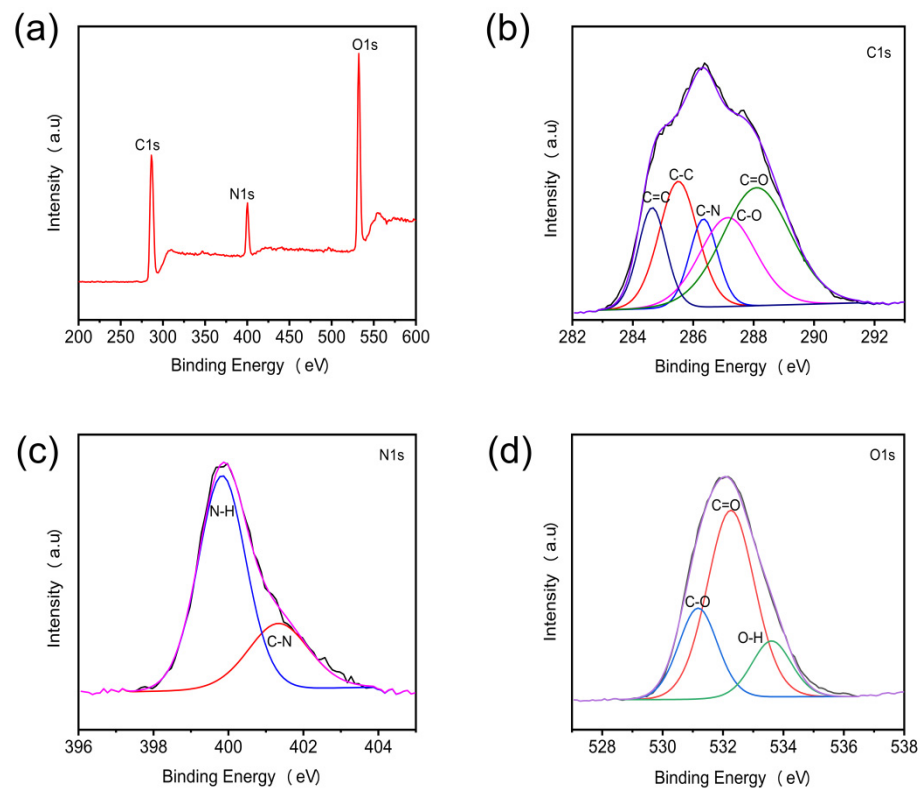 (a)
O1s
C1s
N1s
Intensity (a.u)
200 250 300 350 400 450 500 550 600
Binding Energy (eV)
(b)
C1s
C-C
C=O
C=C
C-N
C-O
Intensity (a.u)
282 284 286 288 290 292
Binding Energy (eV)
(c)
N1s
N-H
C-N
Intensity (a.u)
396 398 400 402 404
Binding Energy (eV)
(d)
O1s
C=O
C-O
O-H
Intensity (a.u)
528 530 532 534 536 538
Binding Energy (eV)